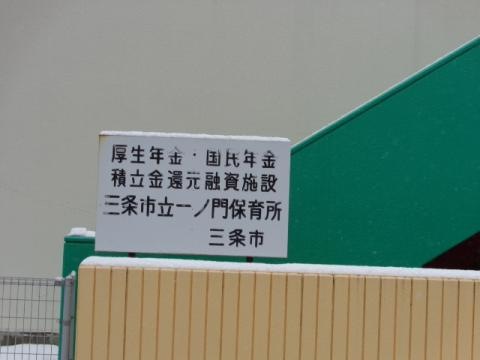 厚生年金・国民年金
積立金還元融資施設
三条市立一ノ門保育所
三条市